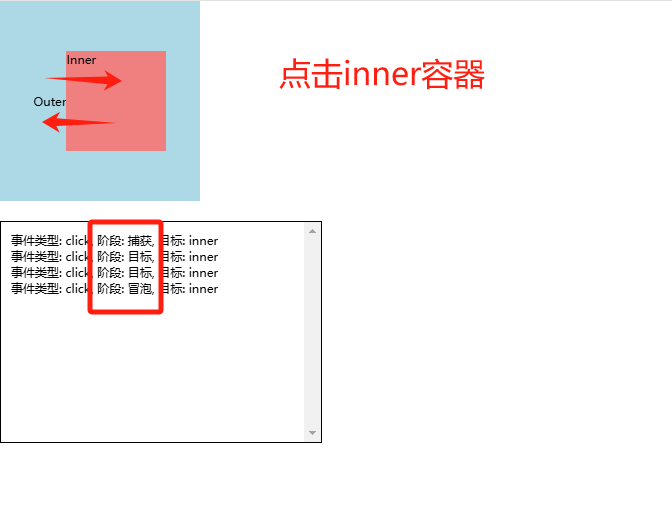 Inner
点击inner容器
Outer
事件类型: click, 阶段: 捕获, 目标: inner
事件类型: click, 阶段: 目标, 目标: inner
事件类型: click, 阶段: 目标, 目标: inner
事件类型: click, 阶段: 冒泡, 目标: inner